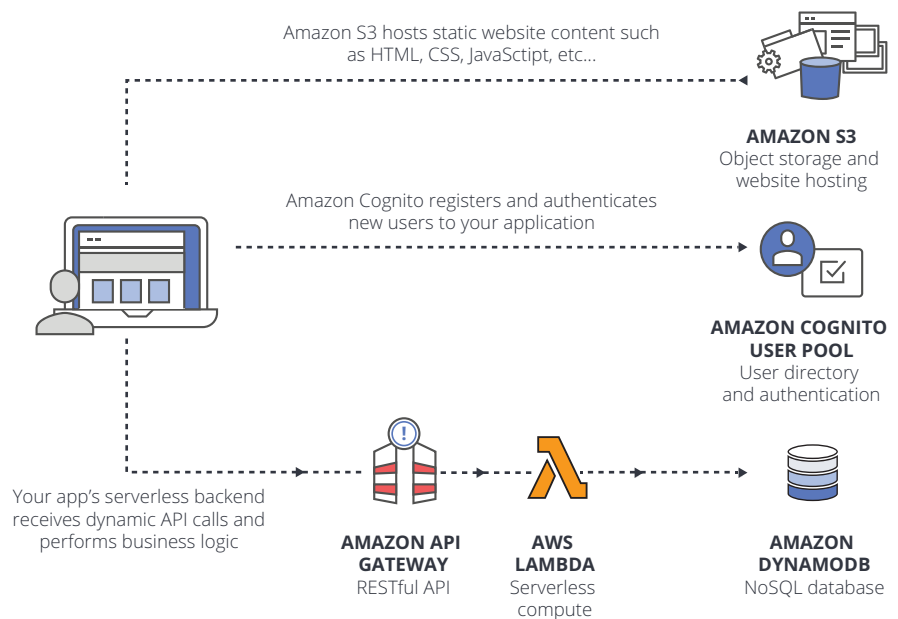 Amazon S3 hosts static website content such
as HTML, CSS, JavaSctipt, etc...
AMAZON S3
Object storage and
website hosting
Amazon Cognito registers and authenticates
new users to your application
AMAZON COGNITO
USER POOL
User directory
and authentication
Your app’s serverless backend
receives dynamic API calls and
performs business logic
AMAZON API
GATEWAY
RESTful API
AWS
LAMBDA
Serverless
compute
AMAZON
DYNAMODB
NoSQL database